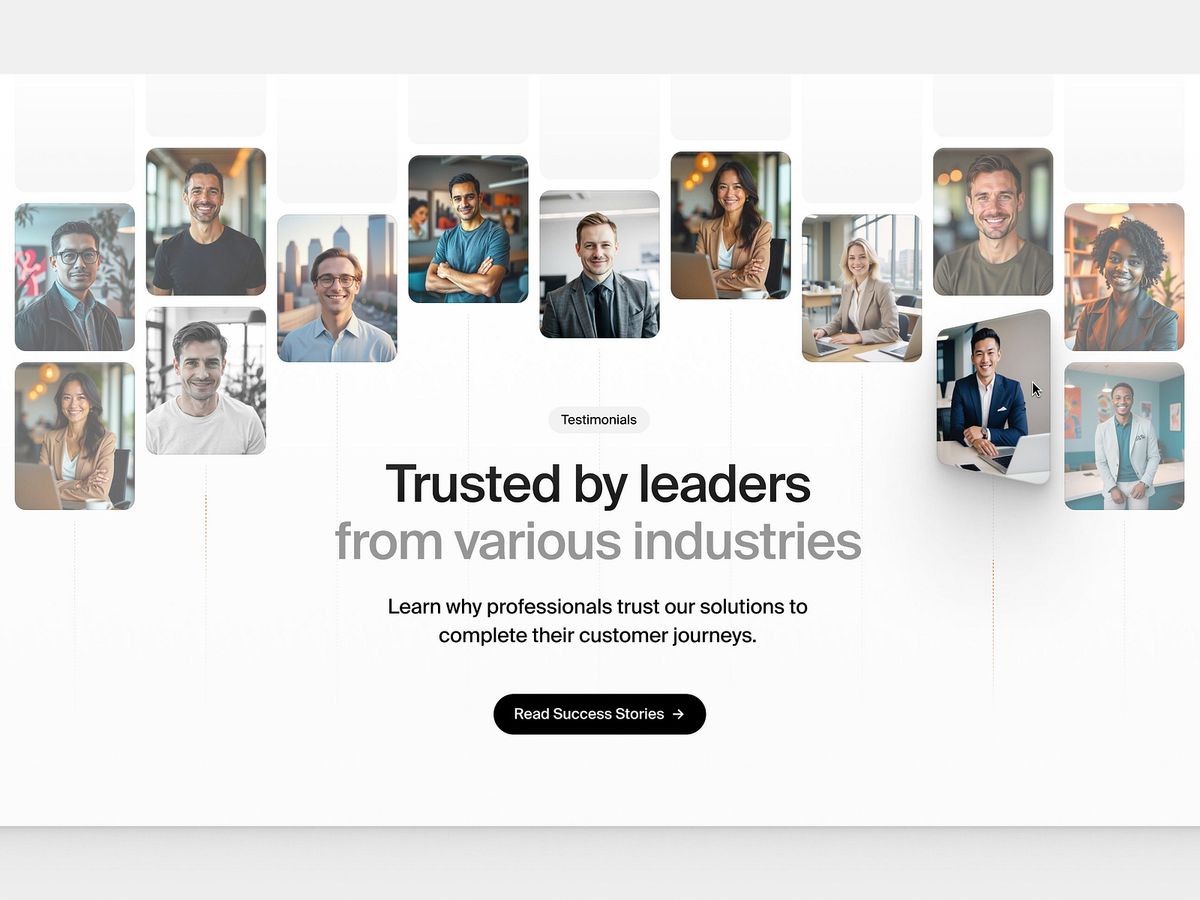 Testimonials
Trusted by leaders
from various industries
Learn why professionals trust our solutions to
complete their customer journeys.
Read Success Stories →